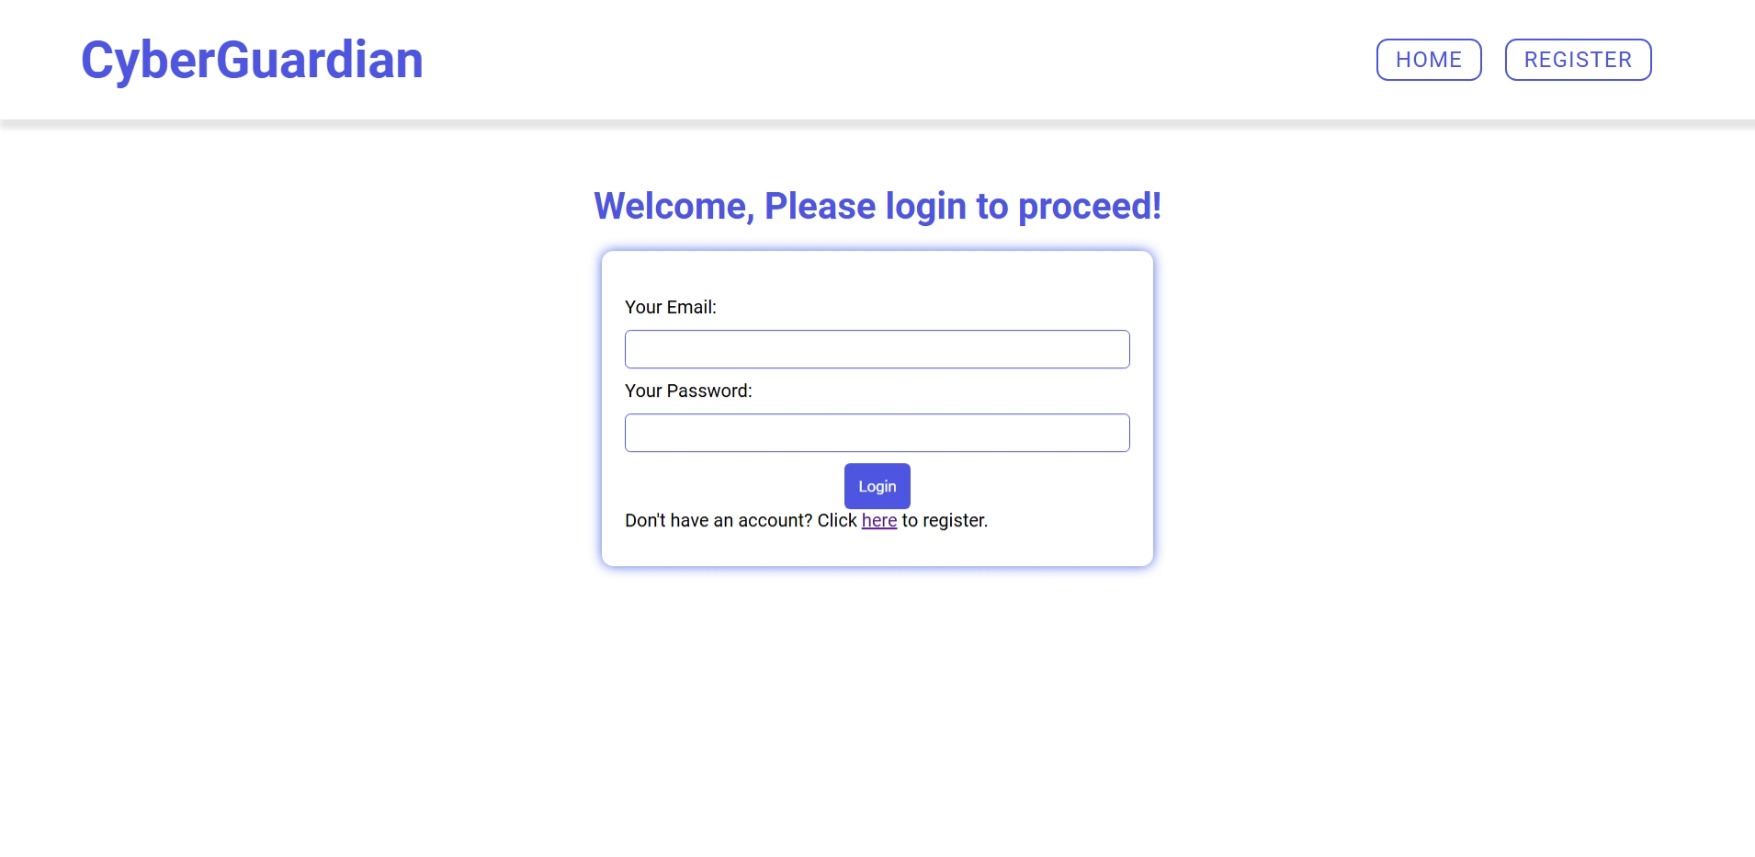 CyberGuardian
HOME
REGISTER
Welcome, Please login to proceed!
Your Email:
Your Password:
Login
Don't have an account? Click here to register.